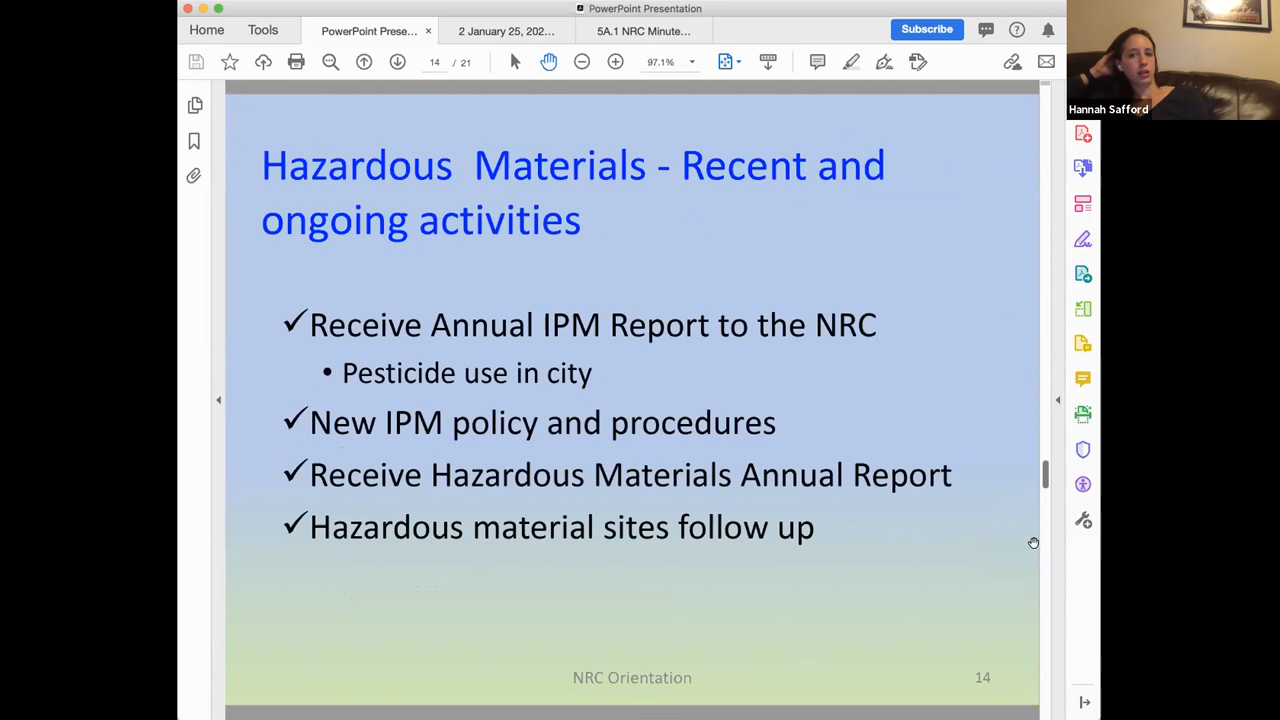 PowerPoint Presentation
Home
Tools
PowerPoint Prese... ×
2 January 25, 202...
5A.1 NRC Minute...
Subscribe
14 / 21
97.1%
Hannah Safford
Hazardous Materials - Recent and
ongoing activities
✓Receive Annual IPM Report to the NRC
• Pesticide use in city
✓New IPM policy and procedures
✓Receive Hazardous Materials Annual Report
✓Hazardous material sites follow up
NRC Orientation
14